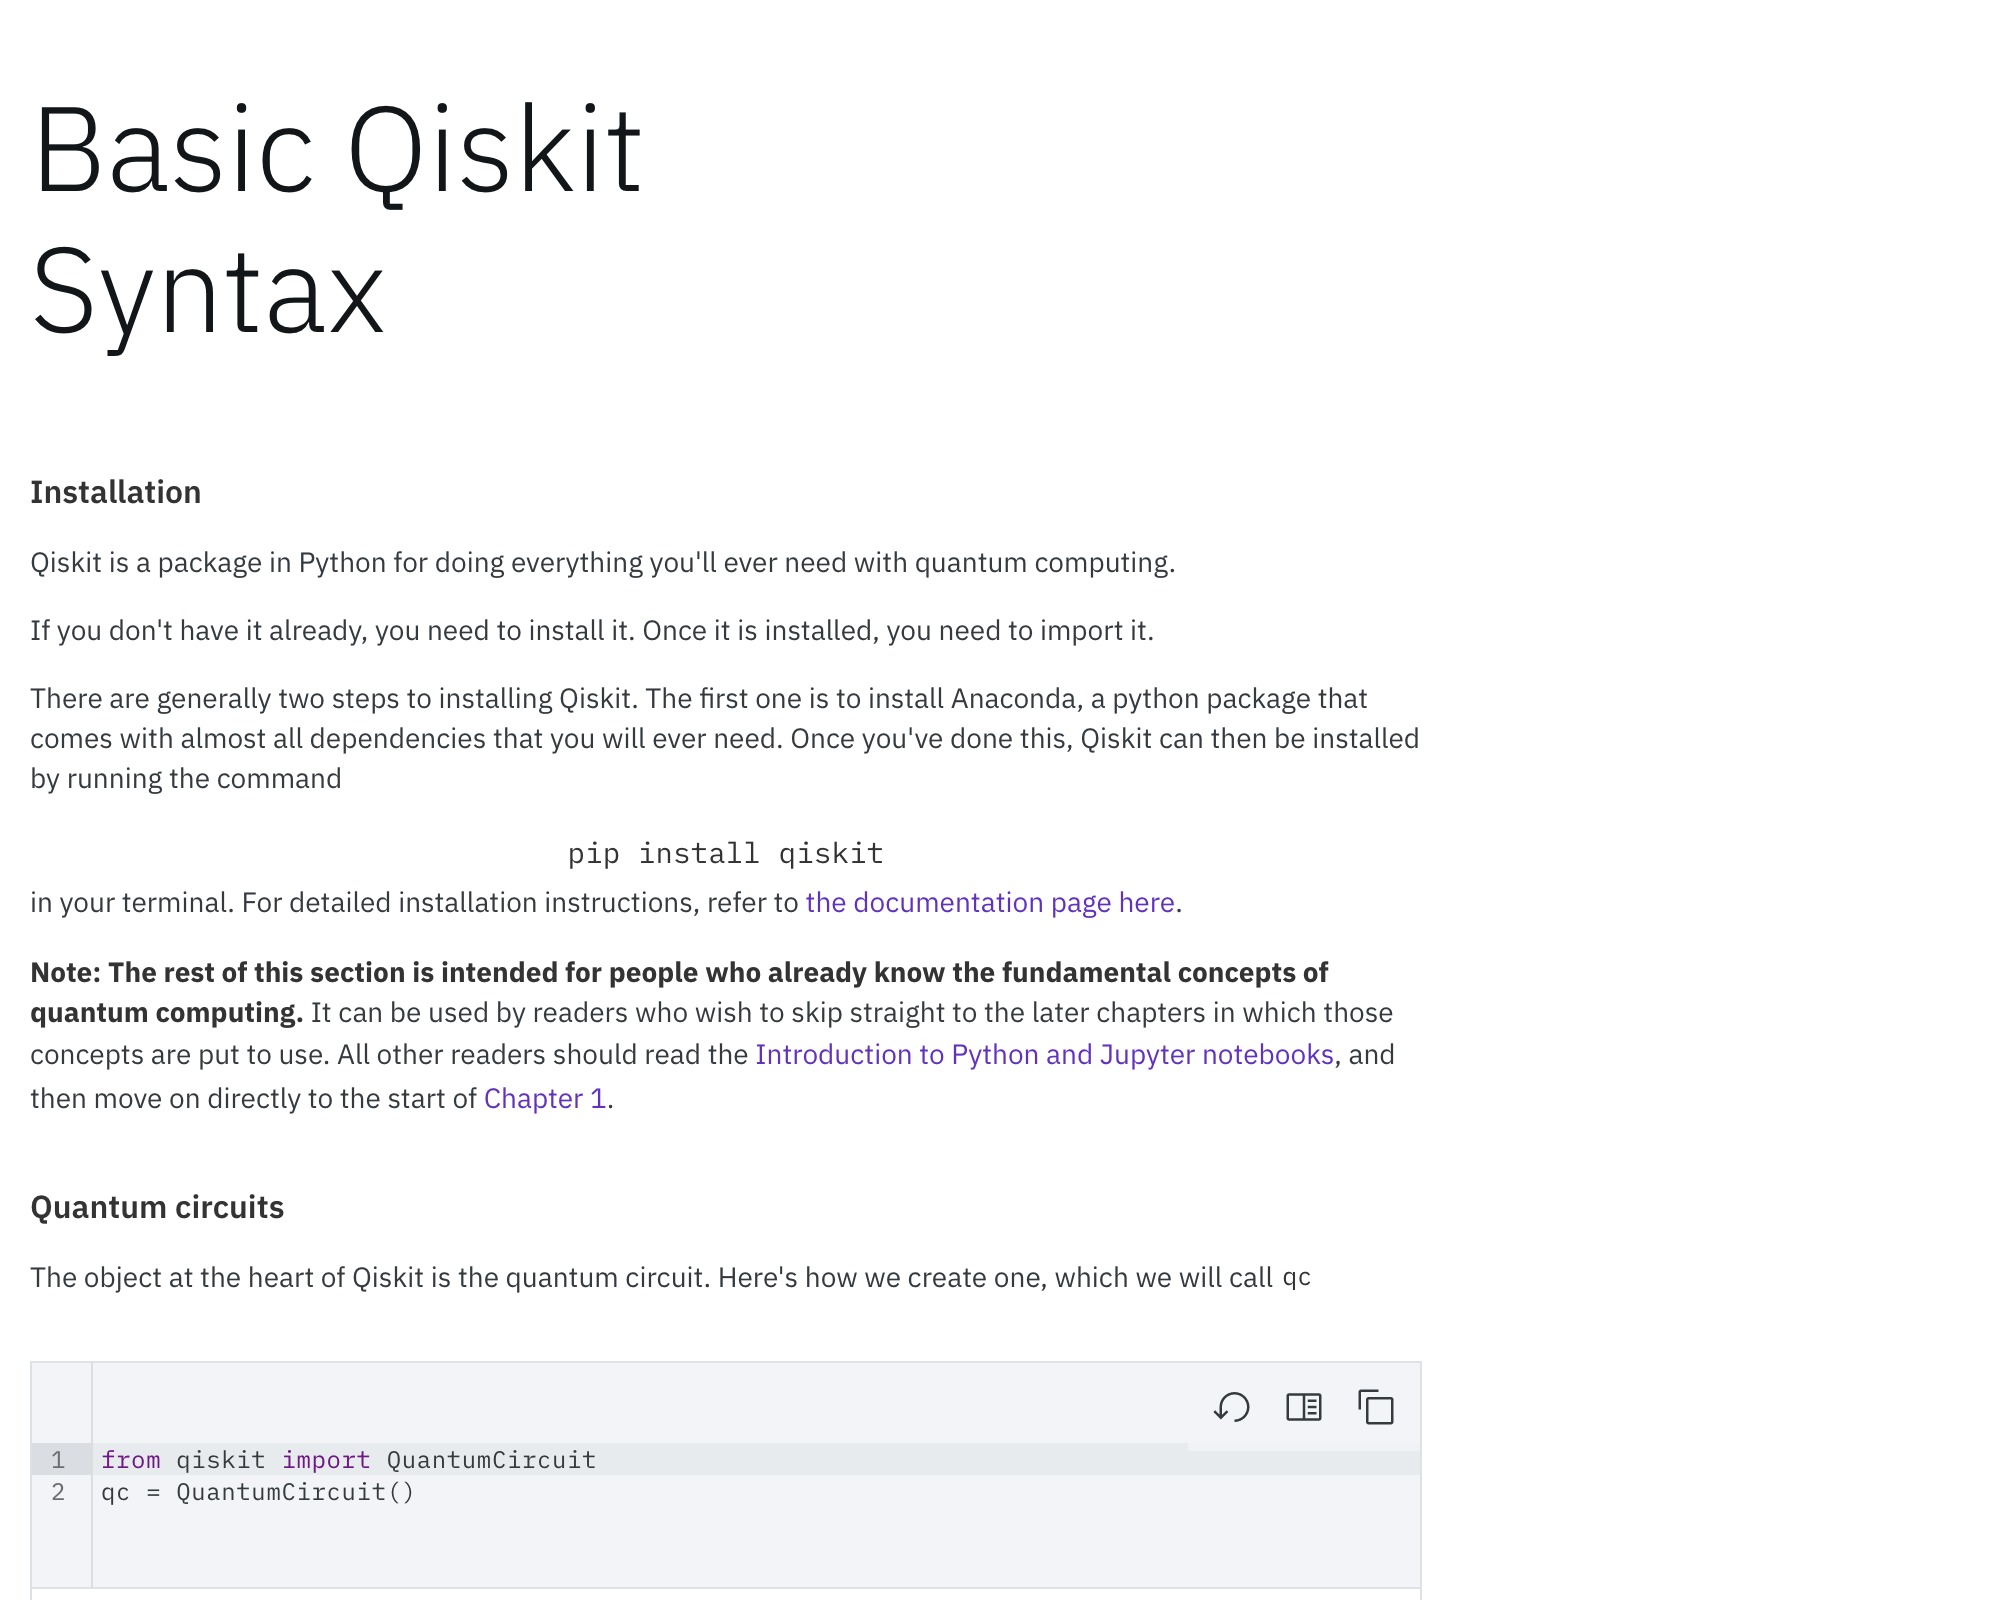 Basic Qiskit
Syntax
Installation
Qiskit is a package in Python for doing everything you'll ever need with quantum computing.
If you don't have it already, you need to install it. Once it is installed, you need to import it.
There are generally two steps to installing Qiskit. The first one is to install Anaconda, a python package that
comes with almost all dependencies that you will ever need. Once you've done this, Qiskit can then be installed
by running the command
pip install qiskit
in your terminal. For detailed installation instructions, refer to the documentation page here.
Note: The rest of this section is intended for people who already know the fundamental concepts of
quantum computing. It can be used by readers who wish to skip straight to the later chapters in which those
concepts are put to use. All other readers should read the Introduction to Python and Jupyter notebooks, and
then move on directly to the start of Chapter 1.
Quantum circuits
The object at the heart of Qiskit is the quantum circuit. Here's how we create one, which we will call qc
1 from qiskit import QuantumCircuit
2 qc = QuantumCircuit()